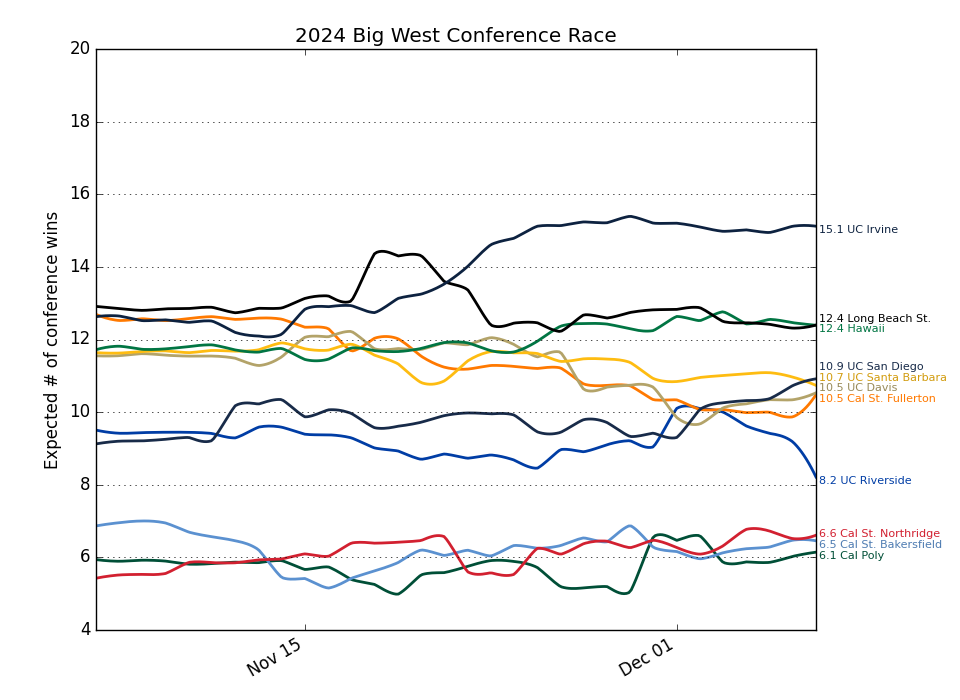 2024 Big West Conference Race
Expected # of conference wins
20
18
16
14
12
10
8
6
4
Nov 15
Dec 01
15.1 UC Irvine
12.4 Long Beach St.
12.4 Hawaii
10.9 UC San Diego
10.7 UC Santa Barbara
10.5 UC Davis
10.5 Cal St. Fullerton
8.2 UC Riverside
6.6 Cal St. Northridge
6.5 Cal St. Bakersfield
6.1 Cal Poly